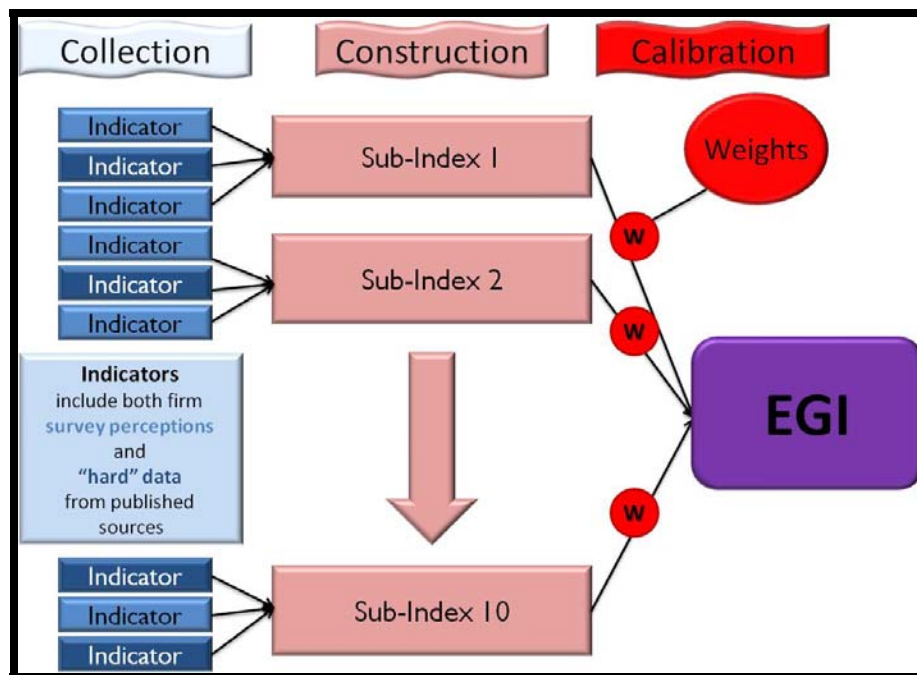 Collection
Construction
Calibration
Indicator
Indicator
Indicator
Sub-Index 1
Weights
W
Indicator
Indicator
Indicator
Sub-Index 2
W
Indicators
include both firm
survey perceptions
and
“hard” data
from published
sources
EGI
W
Indicator
Indicator
Indicator
Sub-Index 10